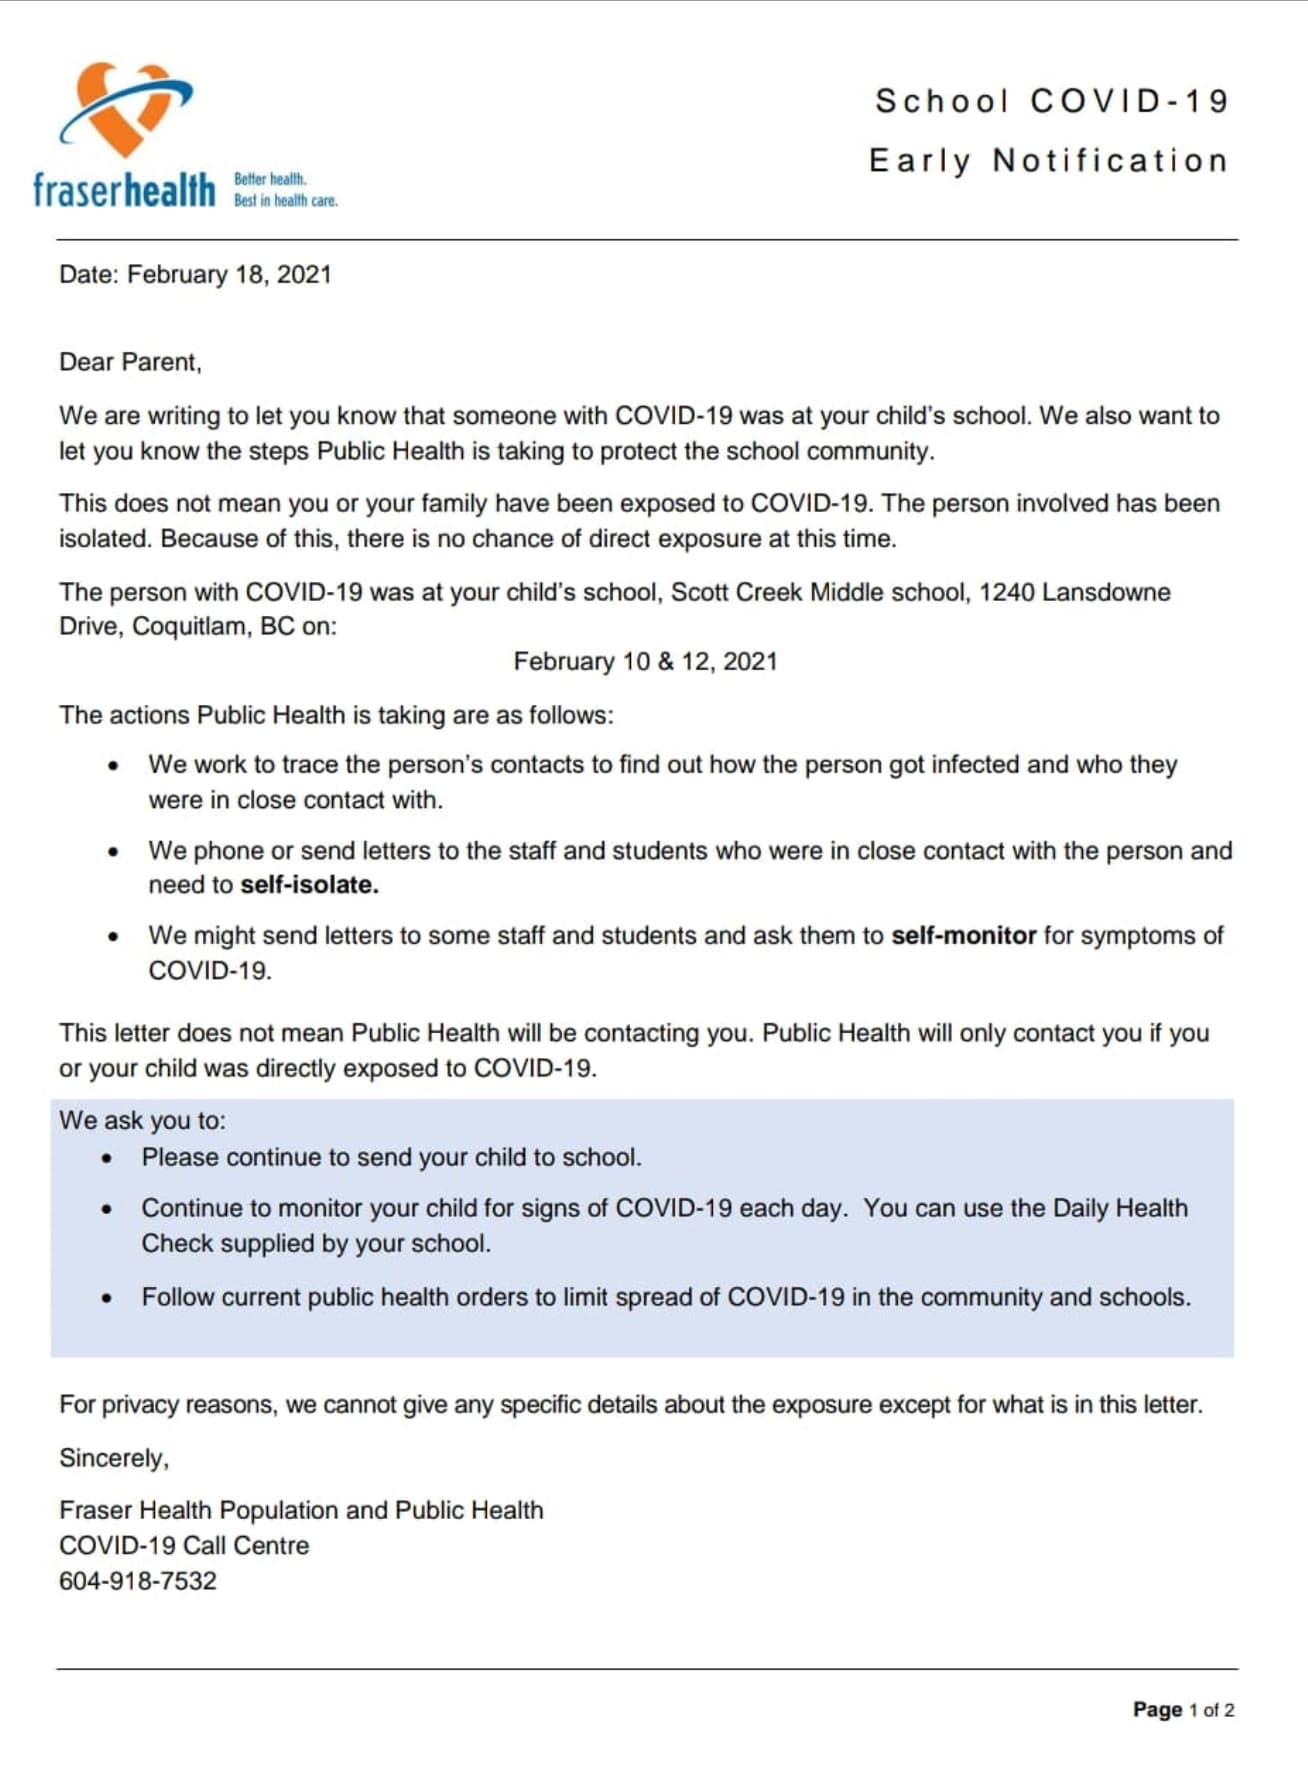 fraserhealth
Better health.
Best in health care.
School COVID-19
Early Notification
Date: February 18, 2021
Dear Parent,
We are writing to let you know that someone with COVID-19 was at your child's school. We also want to
let you know the steps Public Health is taking to protect the school community.
This does not mean you or your family have been exposed to COVID-19. The person involved has been
isolated. Because of this, there is no chance of direct exposure at this time.
The person with COVID-19 was at your child's school, Scott Creek Middle school, 1240 Lansdowne
Drive, Coquitlam, BC on:
February 10 & 12, 2021
The actions Public Health is taking are as follows:
• We work to trace the person's contacts to find out how the person got infected and who they
were in close contact with.
• We phone or send letters to the staff and students who were in close contact with the person and
need to self-isolate.
• We might send letters to some staff and students and ask them to self-monitor for symptoms of
COVID-19.
This letter does not mean Public Health will be contacting you. Public Health will only contact you if you
or your child was directly exposed to COVID-19.
We ask you to:
• Please continue to send your child to school.
• Continue to monitor your child for signs of COVID-19 each day. You can use the Daily Health
Check supplied by your school.
• Follow current public health orders to limit spread of COVID-19 in the community and schools.
For privacy reasons, we cannot give any specific details about the exposure except for what is in this letter.
Sincerely,
Fraser Health Population and Public Health
COVID-19 Call Centre
604-918-7532
Page 1 of 2